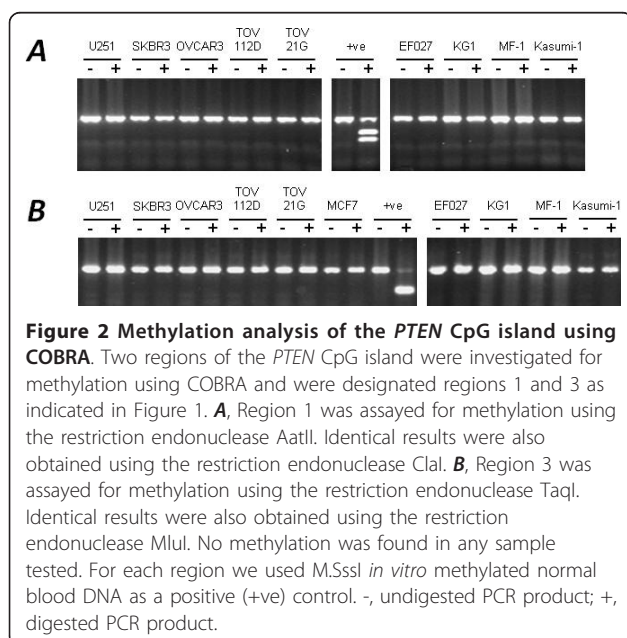 A
U251 SKBR3 OVCAR3 TOV 112D TOV 21G +ve EF027 KG1 MF-1 Kasumi-1
- + - + - + - + - + - + - + - + - + - +
B
U251 SKBR3 OVCAR3 TOV 112D TOV 21G MCF7 +ve EF027 KG1 MF-1 Kasumi-1
- + - + - + - + - + - + - + - + - + - + - +
Figure 2 Methylation analysis of the PTEN CpG island using
COBRA. Two regions of the PTEN CpG island were investigated for
methylation using COBRA and were designated regions 1 and 3 as
indicated in Figure 1. A, Region 1 was assayed for methylation using
the restriction endonuclease AatII. Identical results were also
obtained using the restriction endonuclease ClaI. B, Region 3 was
assayed for methylation using the restriction endonuclease TaqI.
Identical results were also obtained using the restriction
endonuclease MluI. No methylation was found in any sample
tested. For each region we used M.SssI in vitro methylated normal
blood DNA as a positive (+ve) control. -, undigested PCR product; +,
digested PCR product.